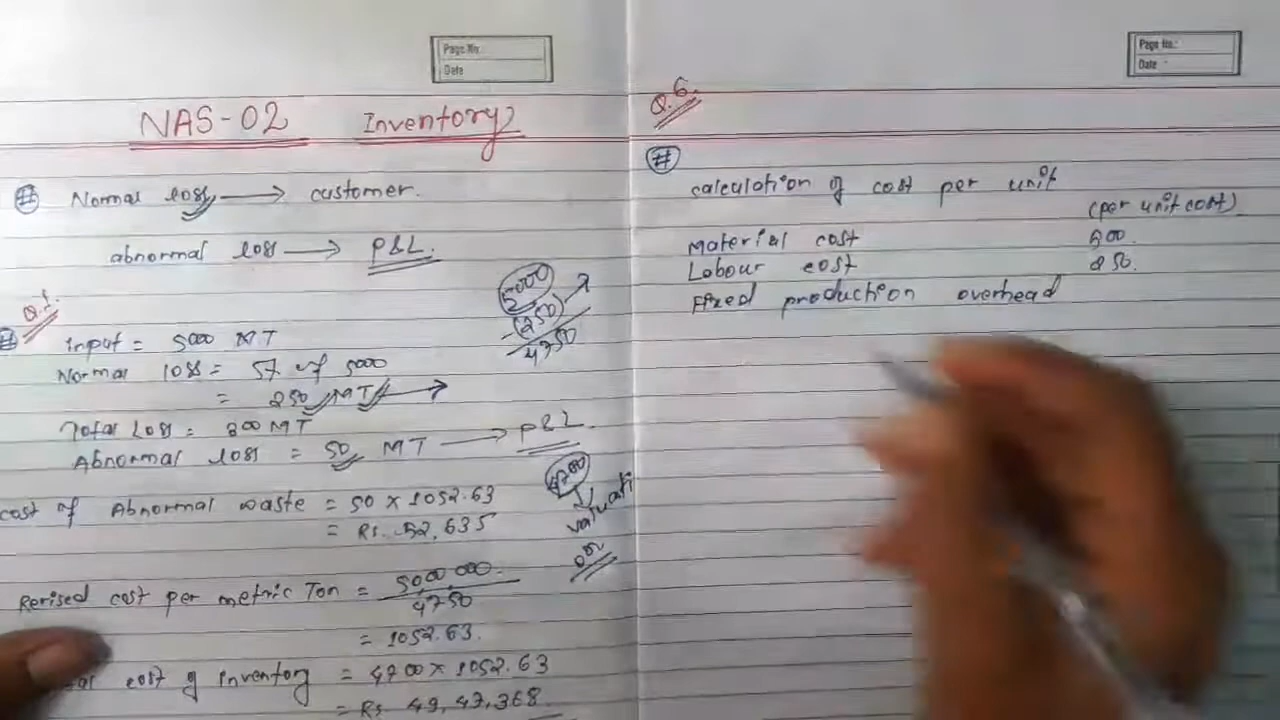 Page No.
Date
NAS-02 Inventory
# Normal loss → customer.
abnormal loss → P&L.
Q.1.
# Input = 5000 MT
Normal loss = 5% of 5000
= 250 MT →
Total Loss = 300 MT
Abnormal loss = 50 MT → P&L.
5000
(250)
4750
4700
valuati
Cost of Abnormal waste = 50 x 1052.63
= Rs. 52,635
Revised cost per metric Ton = 5000,000.
4750
= 1052.63.
cost of inventory = 4700 x 1052.63
= Rs. 49,47,368
Page No.:
Date
Q.6.
#
calculation of cost per unit
(per unit cost)
Material cost
Labour cost 250.
Fixed production overhead